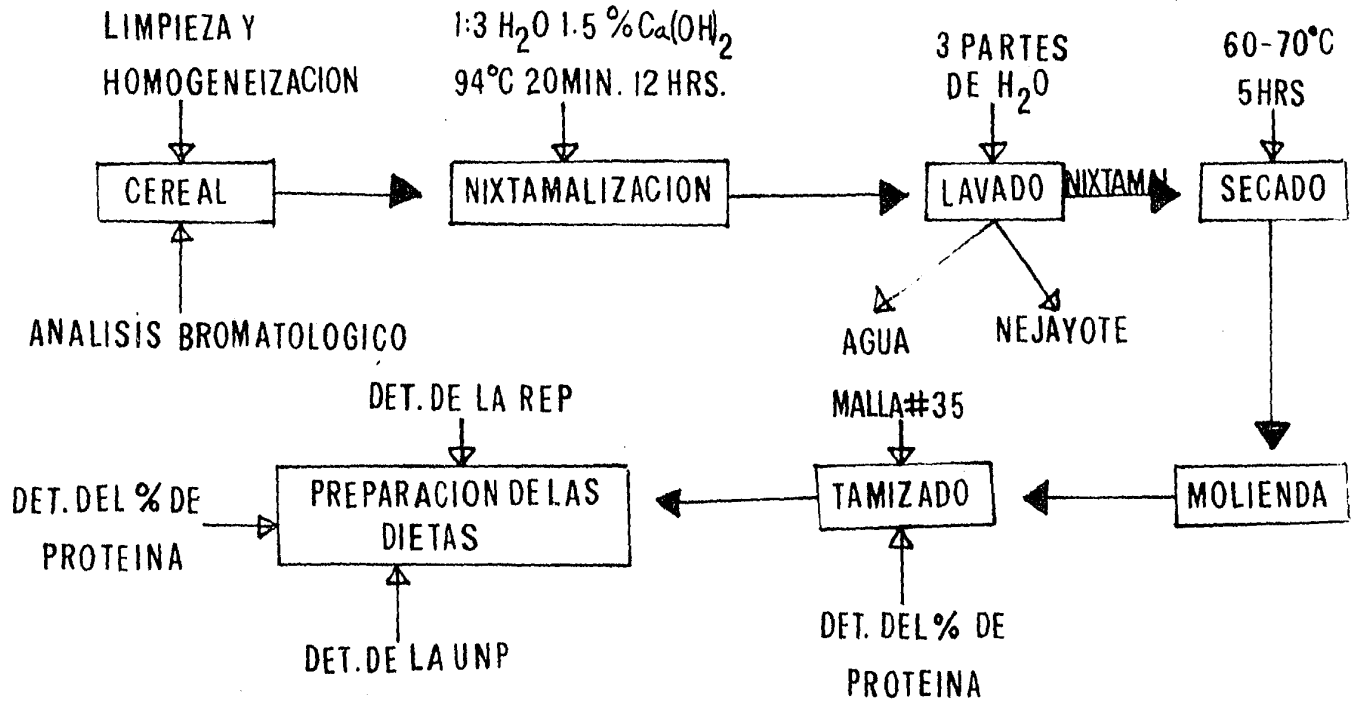 LIMPIEZA Y
HOMOGENEIZACION
1:3 H₂O 1.5 % Ca(OH)₂
94°C 20MIN. 12 HRS.
3 PARTES
DE H₂O
60-70°C
5HRS
CEREAL
NIXTAMALIZACION
LAVADO
NIXTAMAL
SECADO
ANALISIS BROMATOLOGICO
AGUA
NEJAYOTE
DET. DE LA REP
MALLA#35
DET. DEL % DE
PROTEINA
PREPARACION DE LAS
DIETAS
TAMIZADO
MOLIENDA
DET. DE LA UNP
DET. DEL % DE
PROTEINA